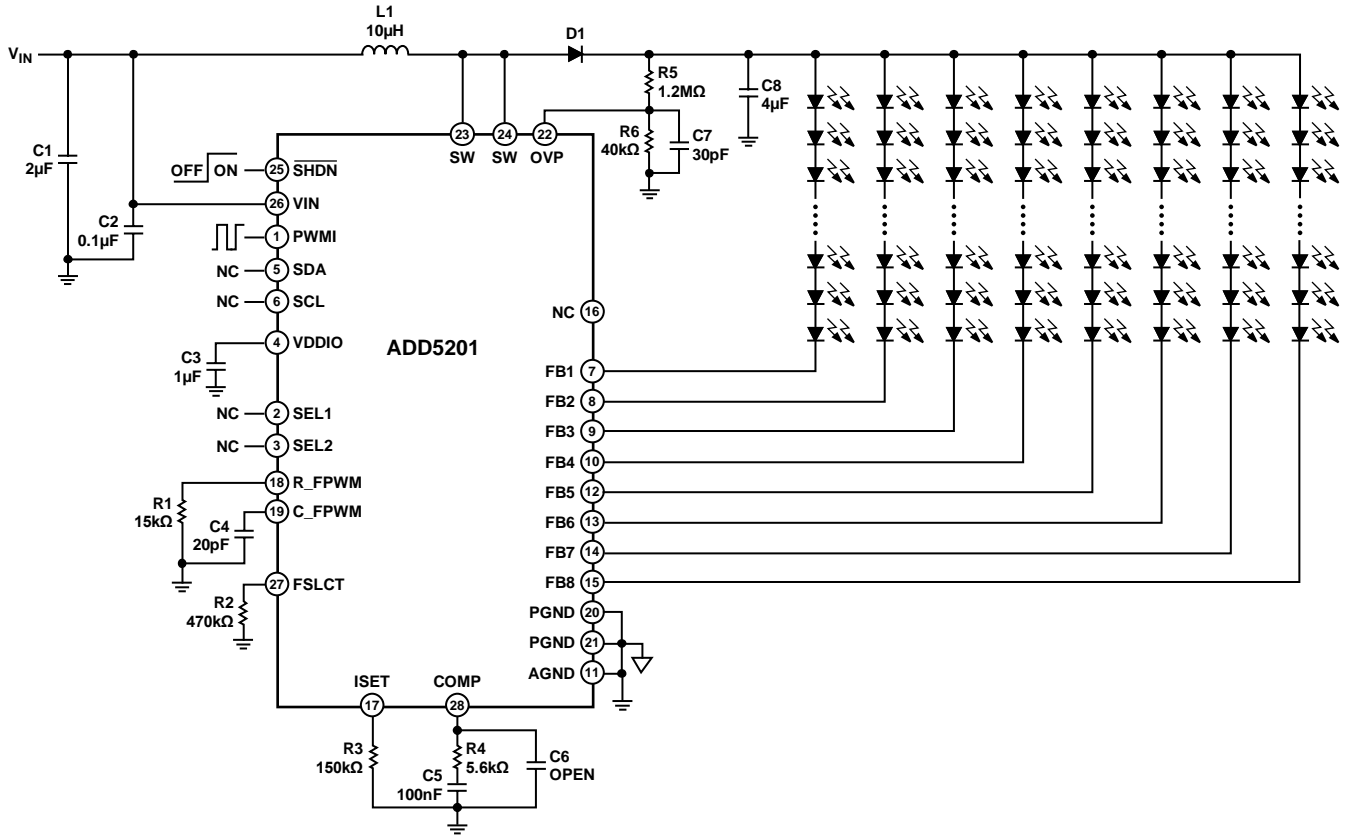 L1
10µH
D1
VIN
R5
1.2MΩ
C8
4µF
R6
40kΩ
C7
30pF
23
24
22
SW
SW
OVP
C1
2µF
OFF
ON
25
SHDN
26
VIN
C2
0.1µF
1
PWMI
NC
5
SDA
NC
6
SCL
NC
16
4
VDDIO
ADD5201
C3
1µF
FB1
7
FB2
8
NC
2
SEL1
FB3
9
NC
3
SEL2
FB4
10
18
R_FPWM
FB5
12
R1
15kΩ
19
C_FPWM
FB6
13
C4
20pF
FB7
14
27
FSLCT
FB8
15
R2
470kΩ
PGND
20
PGND
21
AGND
11
ISET
COMP
17
28
R3
150kΩ
R4
5.6kΩ
C5
100nF
C6
OPEN